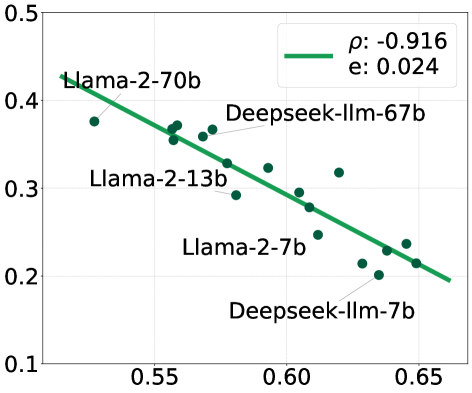 0.5
ρ: -0.916
e: 0.024
Llama-2-70b
0.4
Deepseek-llm-67b
0.3
Llama-2-13b
Llama-2-7b
0.2
Deepseek-llm-7b
0.1
0.55 0.60 0.65